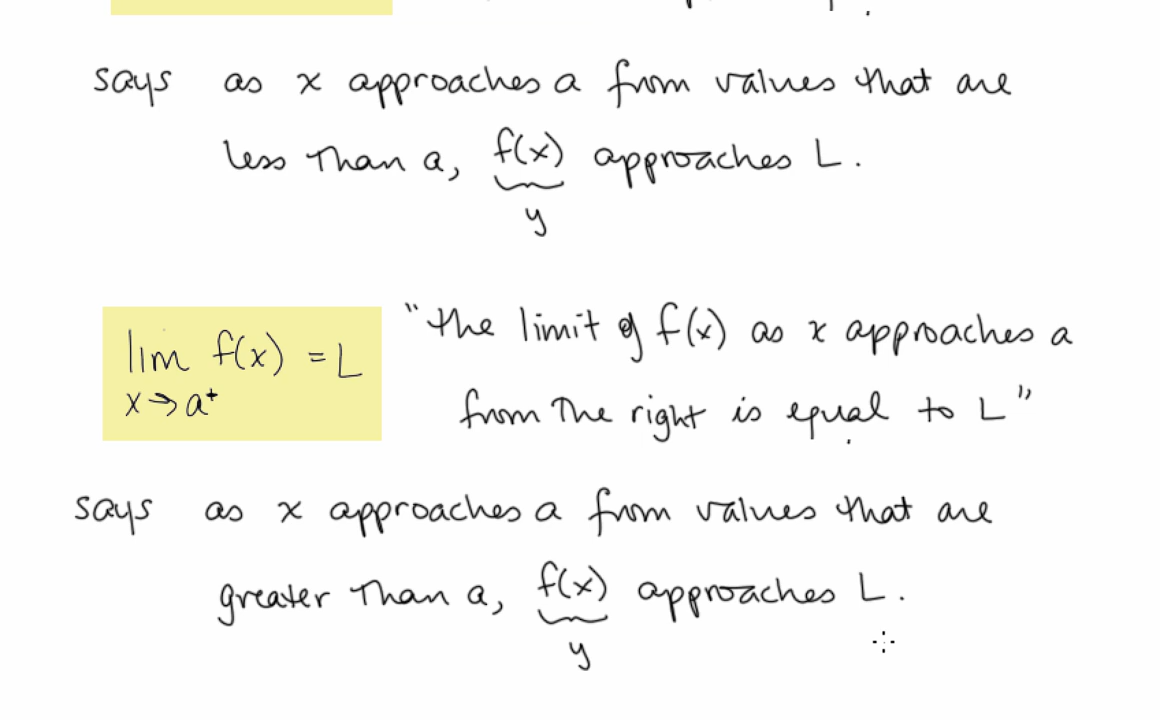 says as x approaches a from values that are
less than a, f(x) approaches L.
y
lim f(x) = L
x→a⁺
"the limit of f(x) as x approaches a
from the right is equal to L"
says as x approaches a from values that are
greater than a, f(x) approaches L.
y